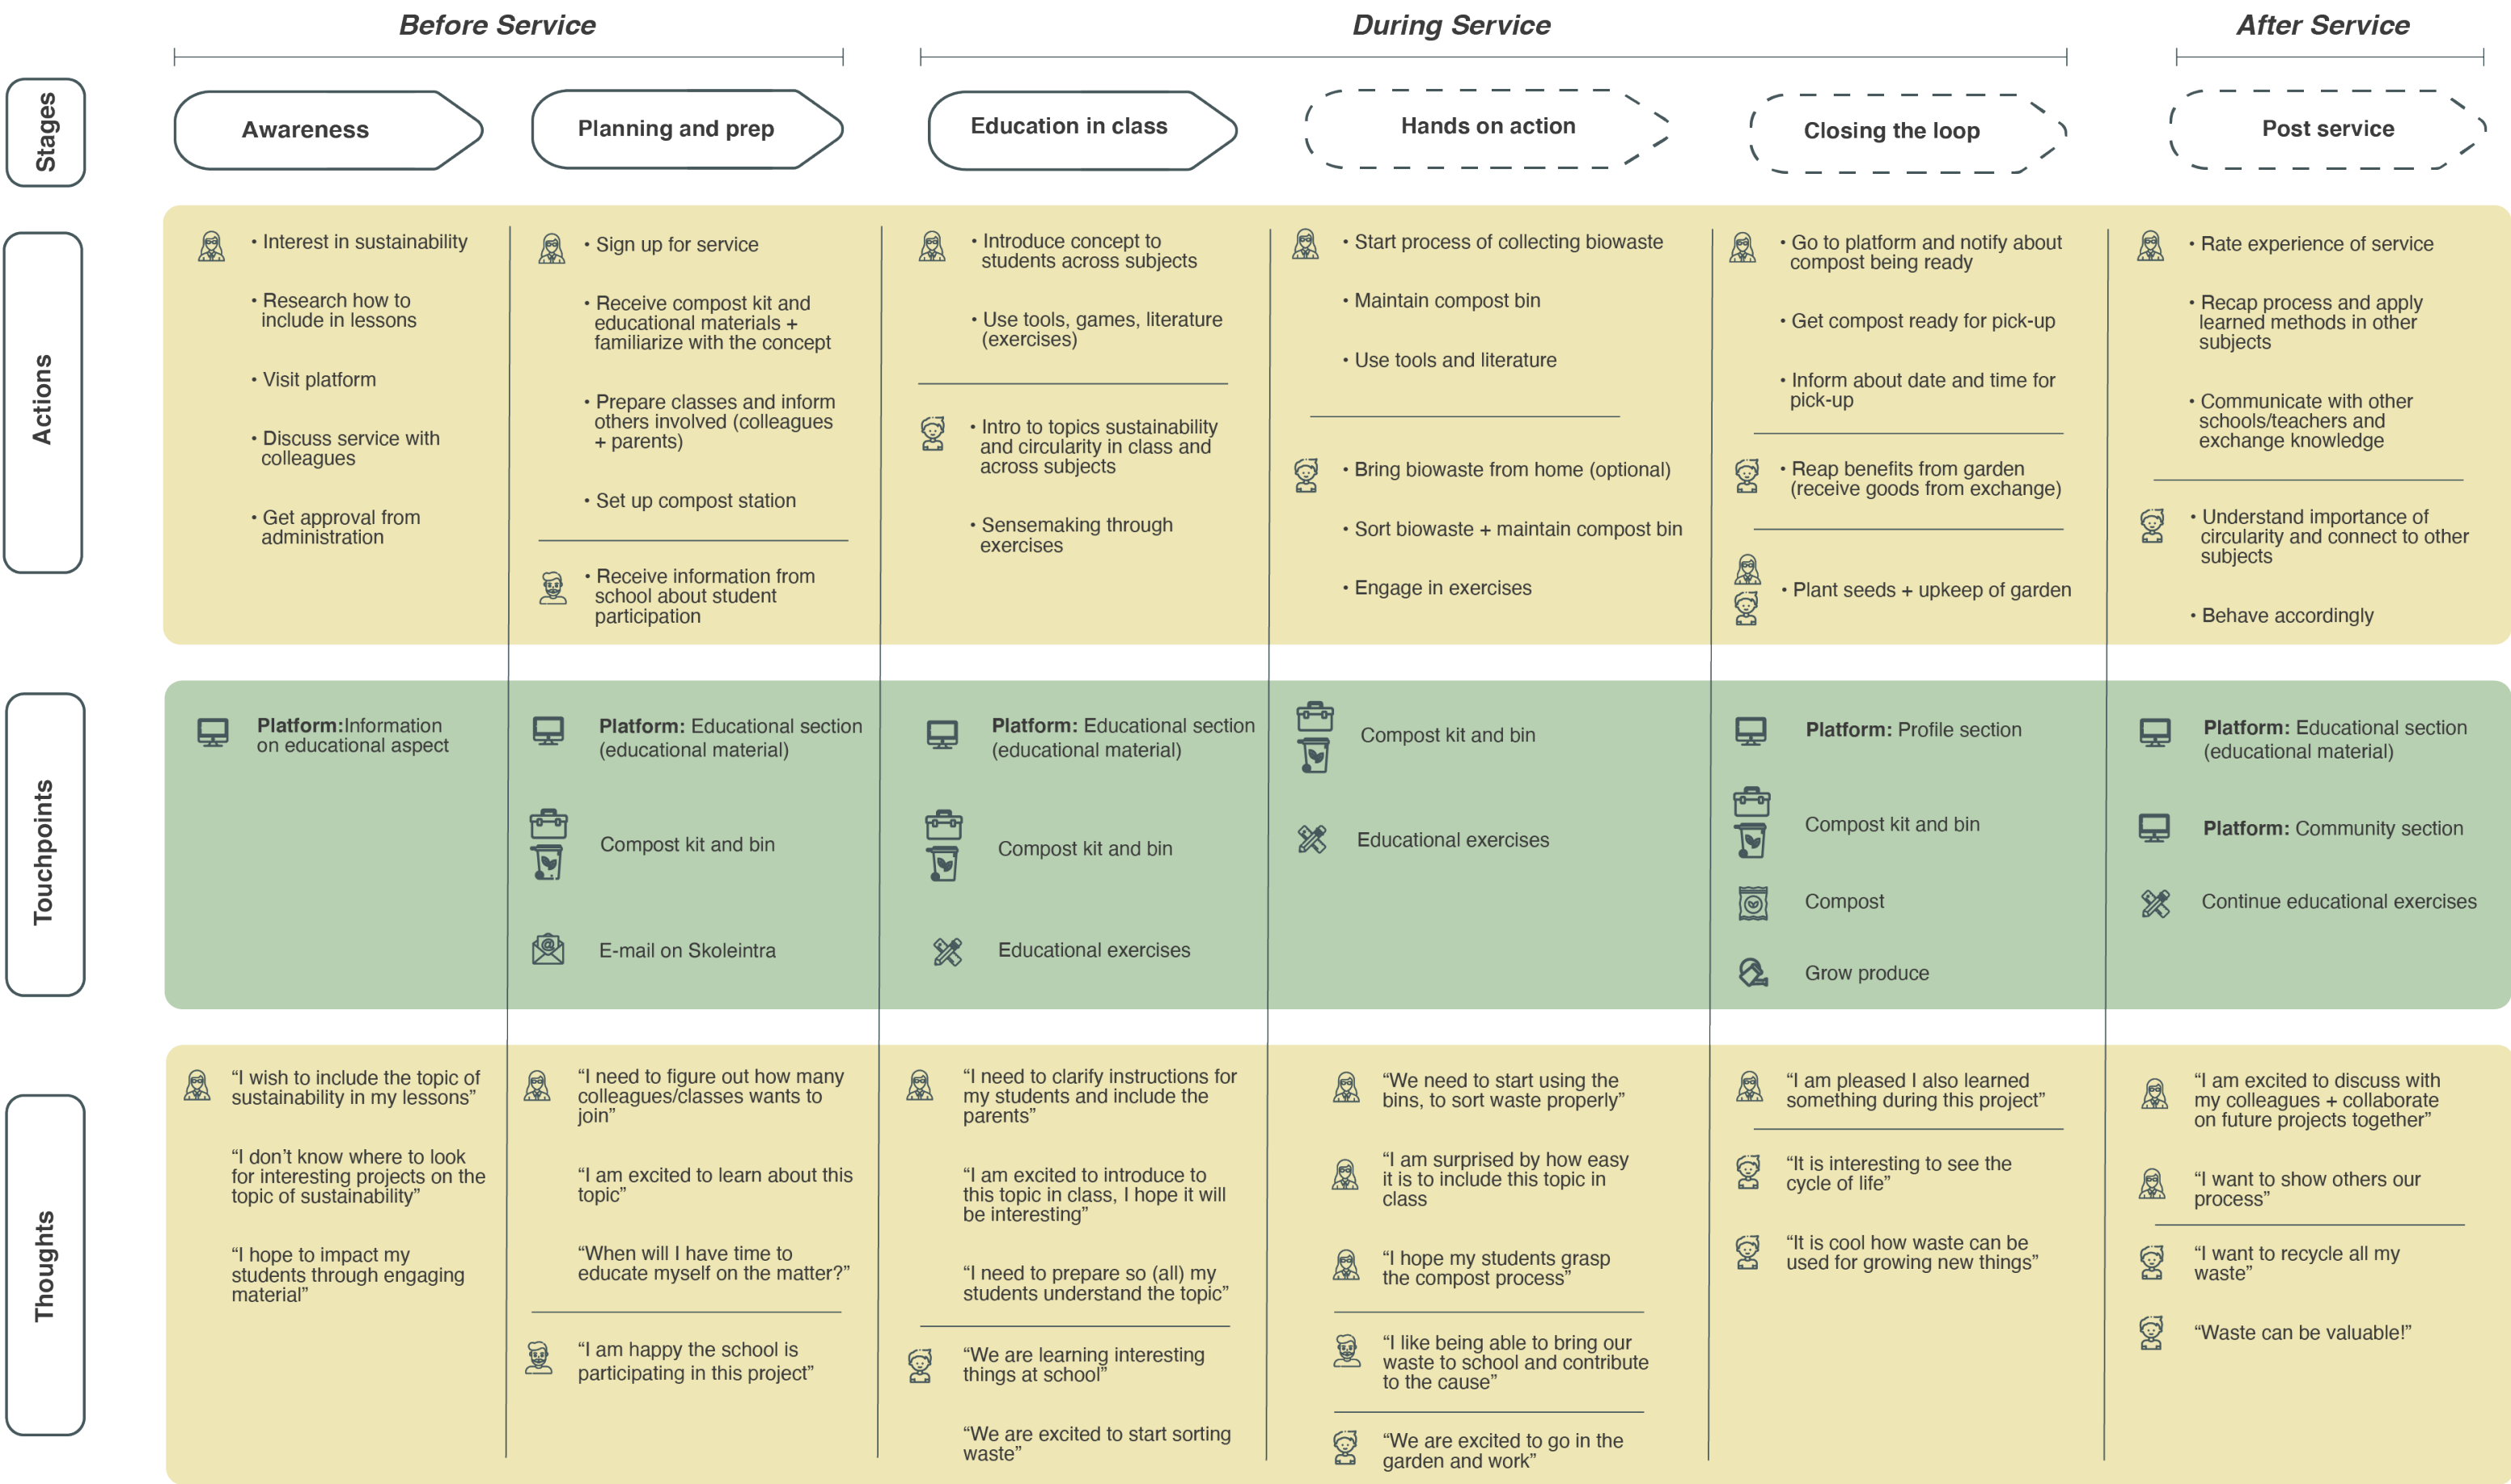 Before Service
During Service
After Service
Stages
Awareness
Planning and prep
Education in class
Hands on action
Closing the loop
Post service
Actions
• Interest in sustainability
• Research how to
include in lessons
• Visit platform
• Discuss service with
colleagues
• Get approval from
administration
• Sign up for service
• Receive compost kit and
educational materials +
familiarize with the concept
• Prepare classes and inform
others involved (colleagues
+ parents)
• Set up compost station
• Receive information from
school about student
participation
• Introduce concept to
students across subjects
• Use tools, games, literature
(exercises)
• Intro to topics sustainability
and circularity in class and
across subjects
• Sensemaking through
exercises
• Start process of collecting biowaste
• Maintain compost bin
• Use tools and literature
• Bring biowaste from home (optional)
• Sort biowaste + maintain compost bin
• Engage in exercises
• Go to platform and notify about
compost being ready
• Get compost ready for pick-up
• Inform about date and time for
pick-up
• Reap benefits from garden
(receive goods from exchange)
• Plant seeds + upkeep of garden
• Rate experience of service
• Recap process and apply
learned methods in other
subjects
• Communicate with other
schools/teachers and
exchange knowledge
• Understand importance of
circularity and connect to other
subjects
• Behave accordingly
Touchpoints
Platform:Information
on educational aspect
Platform: Educational section
(educational material)
Compost kit and bin
E-mail on Skoleintra
Platform: Educational section
(educational material)
Compost kit and bin
Educational exercises
Compost kit and bin
Educational exercises
Platform: Profile section
Compost kit and bin
Compost
Grow produce
Platform: Educational section
(educational material)
Platform: Community section
Continue educational exercises
Thoughts
“I wish to include the topic of
sustainability in my lessons”
“I don’t know where to look
for interesting projects on the
topic of sustainability”
“I hope to impact my
students through engaging
material”
“I need to figure out how many
colleagues/classes wants to
join”
“I am excited to learn about this
topic”
“When will I have time to
educate myself on the matter?”
“I am happy the school is
participating in this project”
“I need to clarify instructions for
my students and include the
parents”
“I am excited to introduce to
this topic in class, I hope it will
be interesting”
“I need to prepare so (all) my
students understand the topic”
“We are learning interesting
things at school”
“We are excited to start sorting
waste”
“We need to start using the
bins, to sort waste properly”
“I am surprised by how easy
it is to include this topic in
class
“I hope my students grasp
the compost process”
“I like being able to bring our
waste to school and contribute
to the cause”
“We are excited to go in the
garden and work”
“I am pleased I also learned
something during this project”
“It is interesting to see the
cycle of life”
“It is cool how waste can be
used for growing new things”
“I am excited to discuss with
my colleagues + collaborate
on future projects together”
“I want to show others our
process”
“I want to recycle all my
waste”
“Waste can be valuable!”